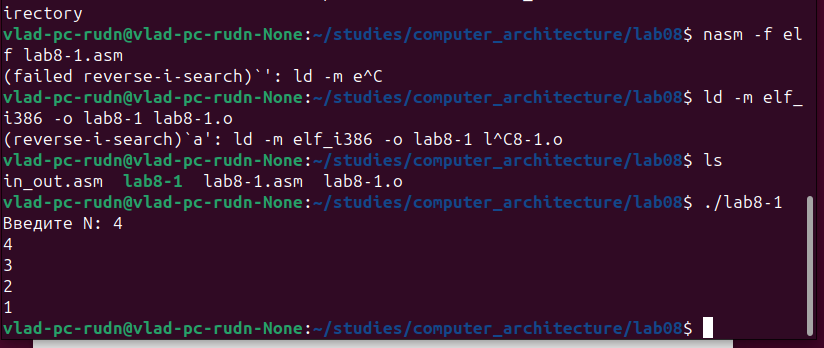 irectory
vlad-pc-rudn@vlad-pc-rudn-None:~/studies/computer_architecture/lab08$ nasm -f el
f lab8-1.asm
(failed reverse-i-search)`': ld -m e^C
vlad-pc-rudn@vlad-pc-rudn-None:~/studies/computer_architecture/lab08$ ld -m elf_
i386 -o lab8-1 lab8-1.o
(reverse-i-search)`a': ld -m elf_i386 -o lab8-1 l^C8-1.o
vlad-pc-rudn@vlad-pc-rudn-None:~/studies/computer_architecture/lab08$ ls
in_out.asm  lab8-1  lab8-1.asm  lab8-1.o
vlad-pc-rudn@vlad-pc-rudn-None:~/studies/computer_architecture/lab08$ ./lab8-1
Введите N: 4
4
3
2
1
vlad-pc-rudn@vlad-pc-rudn-None:~/studies/computer_architecture/lab08$